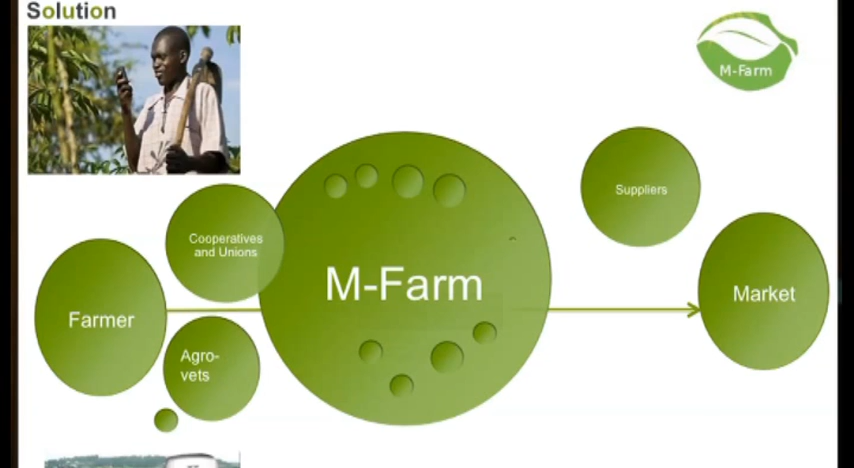 Solution
M-Farm
Suppliers
Cooperatives
and Unions
M-Farm
Market
Farmer
Agro-
vets